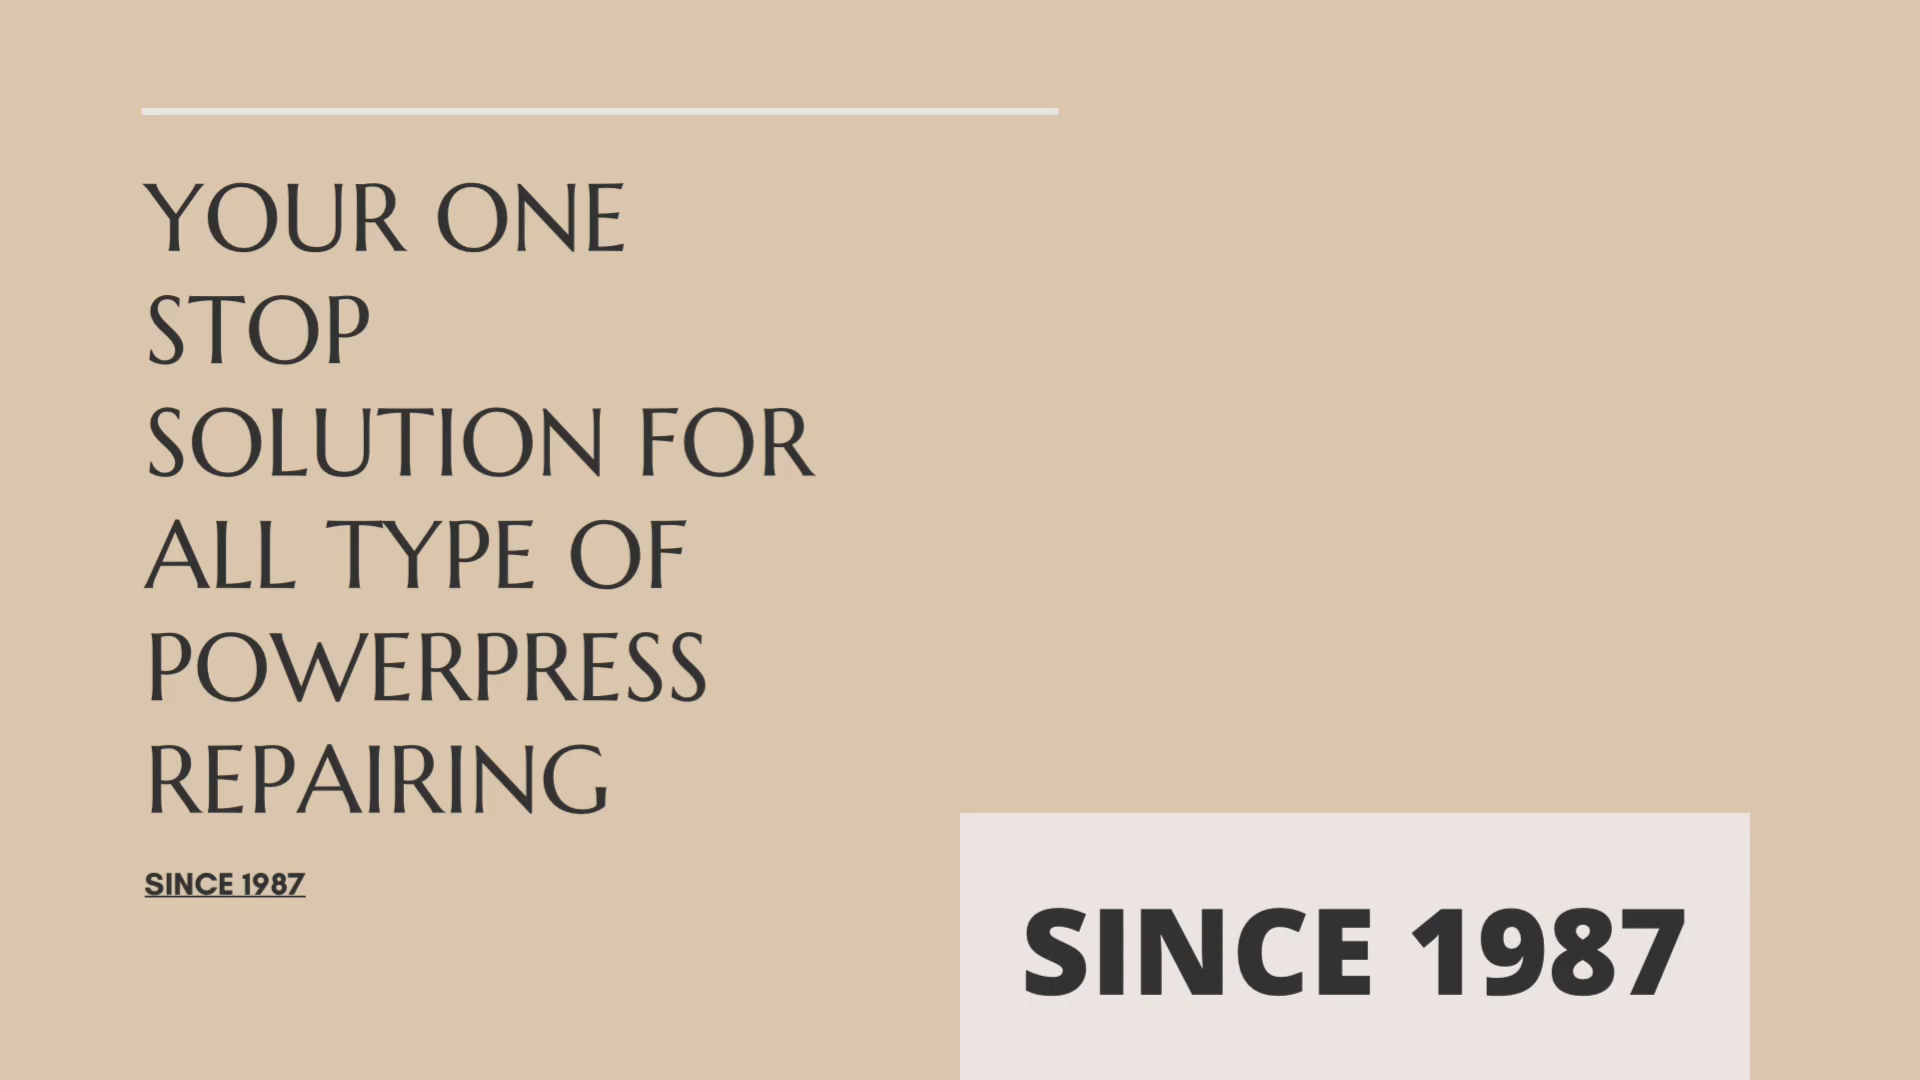 YOUR ONE
STOP
SOLUTION FOR
ALL TYPE OF
POWERPRESS
REPAIRING
SINCE 1987
SINCE 1987